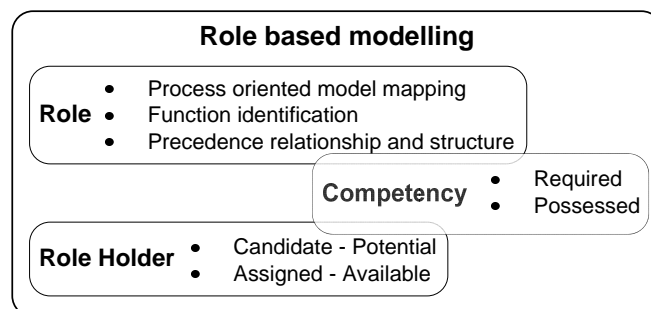 Role based modelling
• Process oriented model mapping
Role • Function identification
• Precedence relationship and structure
Competency • Required
• Possessed
Role Holder • Candidate - Potential
• Assigned - Available